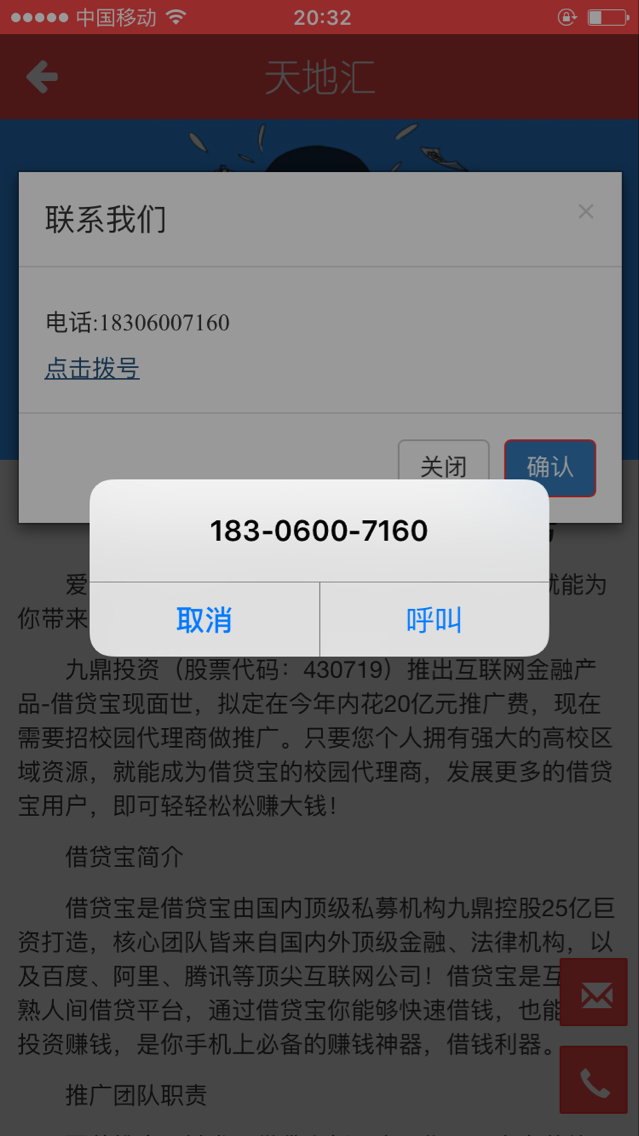 中国移动
20:32
天地汇
联系我们
×
电话:18306007160
点击拨号
关闭
确认
183-0600-7160
取消
呼叫
爱
就能为
你带来
九鼎投资（股票代码：430719）推出互联网金融产
品-借贷宝现面世，拟定在今年内花20亿元推广费，现在
需要招校园代理商做推广。只要您个人拥有强大的高校区
域资源，就能成为借贷宝的校园代理商，发展更多的借贷
宝用户，即可轻轻松松赚大钱！
借贷宝简介
借贷宝是借贷宝由国内顶级私募机构九鼎控股25亿巨
资打造，核心团队皆来自国内外顶级金融、法律机构，以
及百度、阿里、腾讯等顶尖互联网公司！借贷宝是互
熟人间借贷平台，通过借贷宝你能够快速借钱，也能
投资赚钱，是你手机上必备的赚钱神器，借钱利器。
推广团队职责